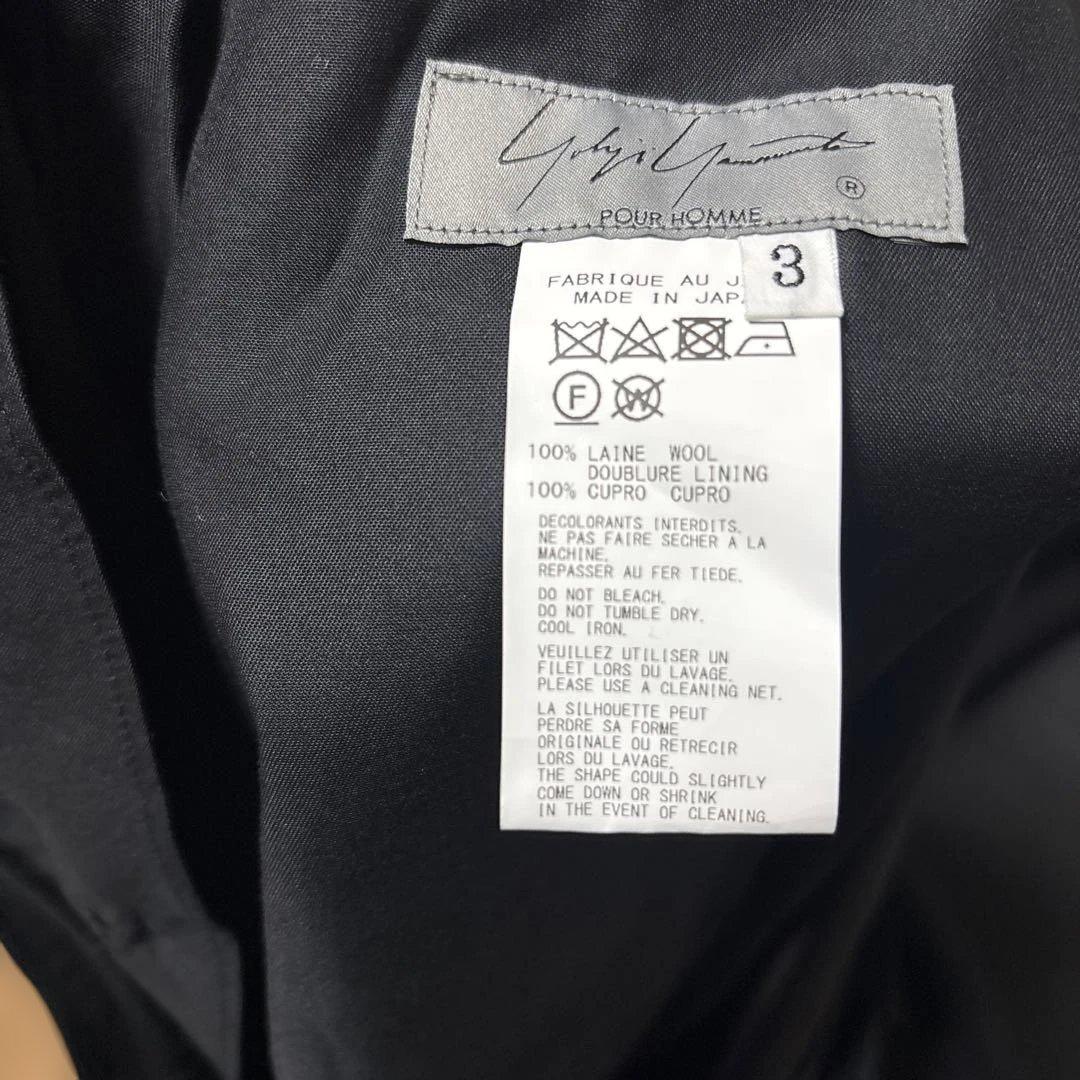 Yohji Yamamoto
®
POUR HOMME
3
FABRIQUE AU J
MADE IN JAP
F
W
100% LAINE WOOL
DOUBLURE LINING
100% CUPRO CUPRO
DECOLORANTS INTERDITS.
NE PAS FAIRE SECHER A LA
MACHINE.
REPASSER AU FER TIEDE.
DO NOT BLEACH.
DO NOT TUMBLE DRY.
COOL IRON.
VEUILLEZ UTILISER UN
FILET LORS DU LAVAGE.
PLEASE USE A CLEANING NET.
LA SILHOUETTE PEUT
PERDRE SA FORME
ORIGINALE OU RETRECIR
LORS DU LAVAGE.
THE SHAPE COULD SLIGHTLY
COME DOWN OR SHRINK
IN THE EVENT OF CLEANING.